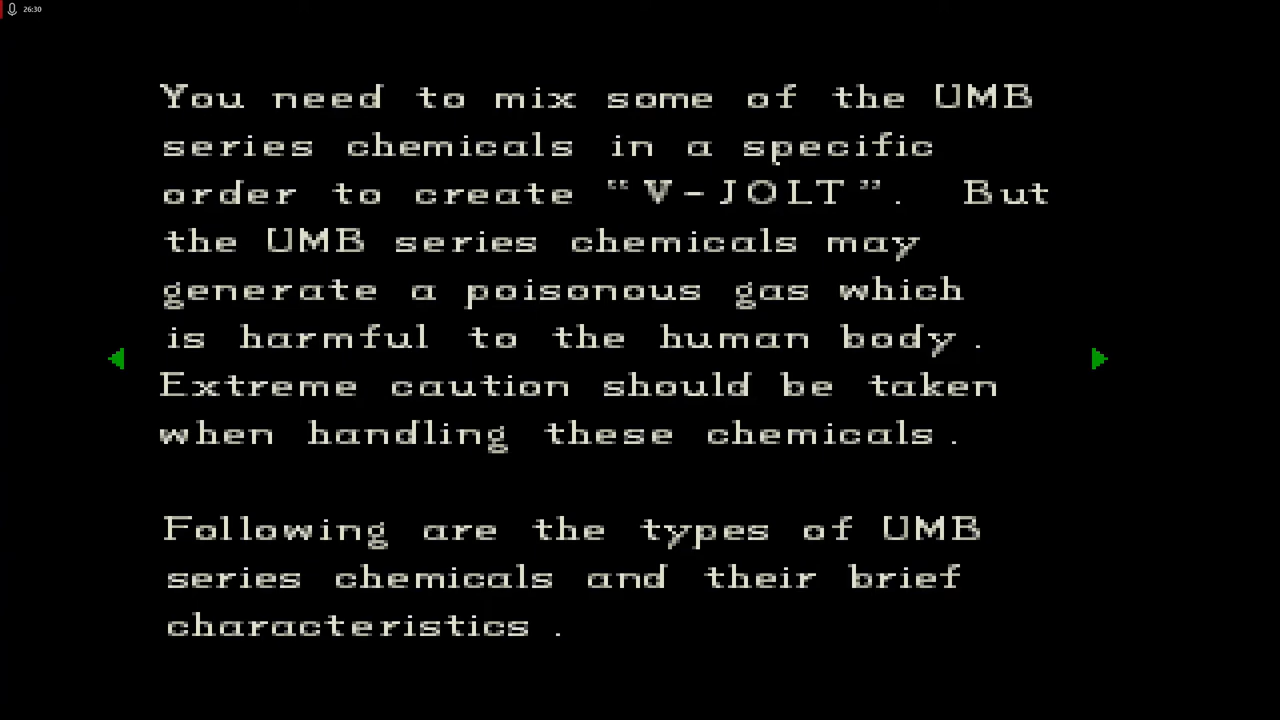 26:30
You need to mix some of the UMB
series chemicals in a specific
order to create "V-JOLT". But
the UMB series chemicals may
generate a poisonous gas which
is harmful to the human body.
Extreme caution should be taken
when handling these chemicals.
Following are the types of UMB
series chemicals and their brief
characteristics.